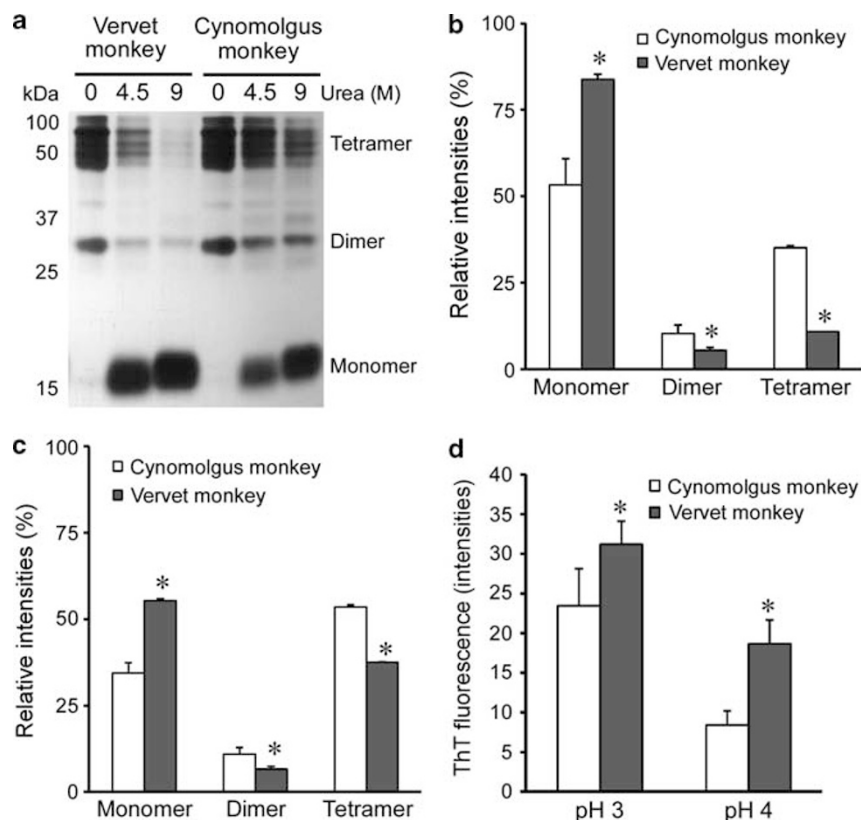 a
Vervet monkey
Cynomolgus monkey
kDa
0 4.5 9 0 4.5 9 Urea (M)
100
50
37
25
15
Tetramer
Dimer
Monomer
b
Relative intensities (%)
100
75
50
25
0
Cynomolgus monkey
Vervet monkey
*
*
*
Monomer Dimer Tetramer
c
Relative intensities (%)
100
75
50
25
0
Cynomolgus monkey
Vervet monkey
*
*
*
Monomer Dimer Tetramer
d
ThT fluorescence (intensities)
40
35
30
25
20
15
10
5
0
Cynomolgus monkey
Vervet monkey
*
*
pH 3 pH 4